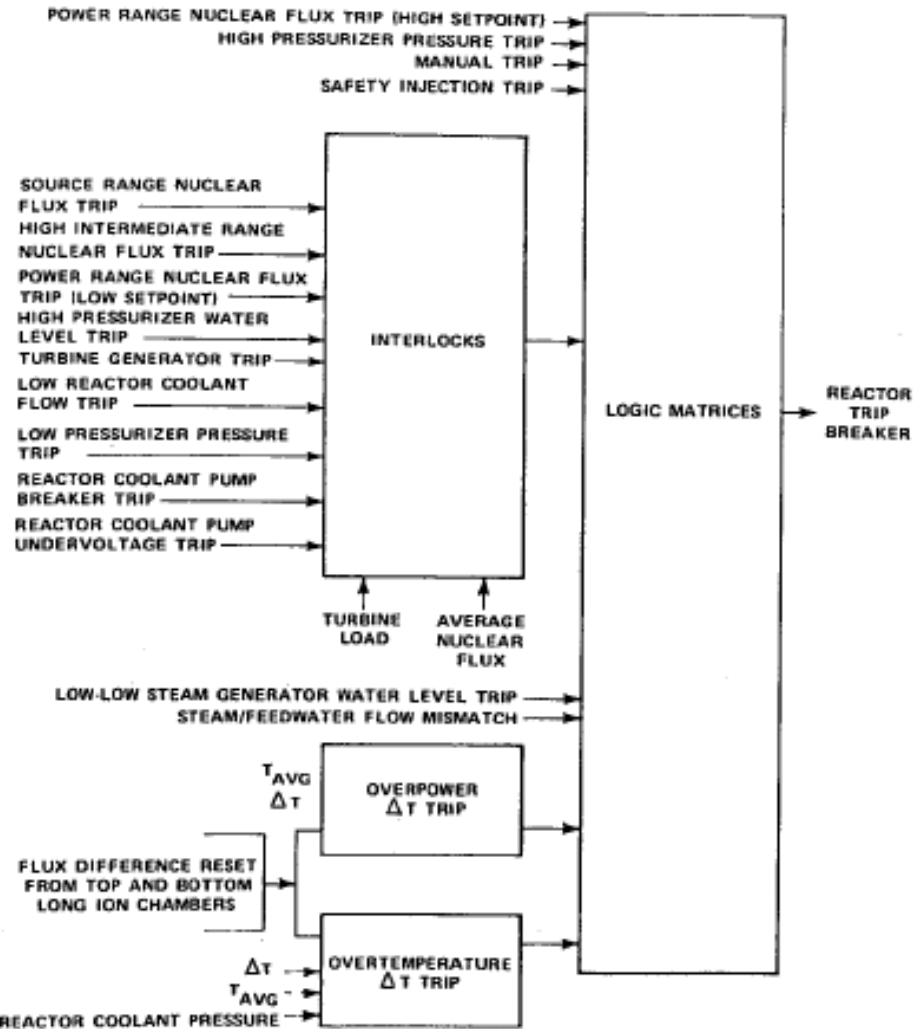 POWER RANGE NUCLEAR FLUX TRIP (HIGH SETPOINT)
HIGH PRESSURIZER PRESSURE TRIP
MANUAL TRIP
SAFETY INJECTION TRIP
SOURCE RANGE NUCLEAR
FLUX TRIP
HIGH INTERMEDIATE RANGE
NUCLEAR FLUX TRIP
POWER RANGE NUCLEAR FLUX
TRIP (LOW SETPOINT)
HIGH PRESSURIZER WATER
LEVEL TRIP
TURBINE GENERATOR TRIP
LOW REACTOR COOLANT
FLOW TRIP
LOW PRESSURIZER PRESSURE
TRIP
REACTOR COOLANT PUMP
BREAKER TRIP
REACTOR COOLANT PUMP
UNDERVOLTAGE TRIP
INTERLOCKS
TURBINE
LOAD
AVERAGE
NUCLEAR
FLUX
LOGIC MATRICES
REACTOR
TRIP
BREAKER
LOW-LOW STEAM GENERATOR WATER LEVEL TRIP
STEAM/FEEDWATER FLOW MISMATCH
TAVG
ΔT
OVERPOWER
ΔT TRIP
FLUX DIFFERENCE RESET
FROM TOP AND BOTTOM
LONG ION CHAMBERS
OVERTEMPERATURE
ΔT TRIP
ΔT
TAVG
REACTOR COOLANT PRESSURE